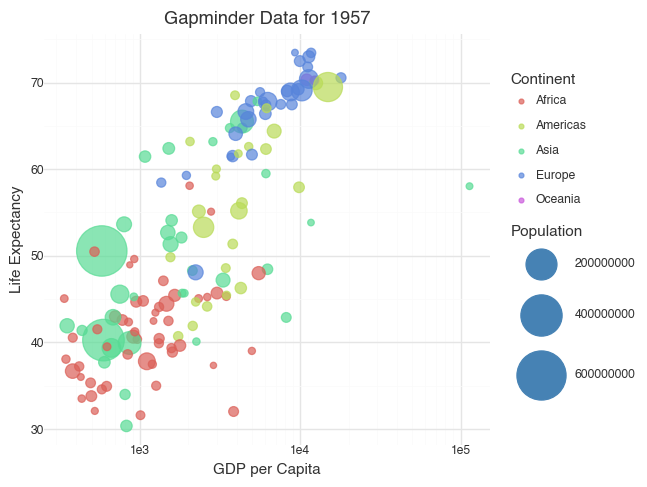 Gapminder Data for 1957
Life Expectancy
70
60
50
40
30
1e3
1e4
1e5
GDP per Capita
Continent
Africa
Americas
Asia
Europe
Oceania
Population
200000000
400000000
600000000